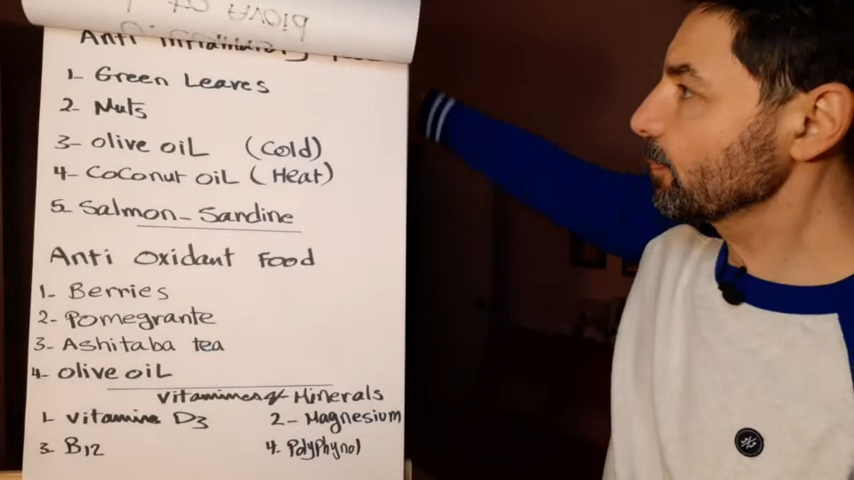 Anti
1- Green Leaves
2- Nuts
3- olive oil (Cold)
4- Coconut oil (Heat)
5- Salmon - Sardine
Anti Oxidant Food
1- Berries
2- Pomegrante
3- Ashitaba tea
4- olive oil
vitamines & Minerals
1- vitamine D3 2- Magnesium
3- B12 4- Polyphynol